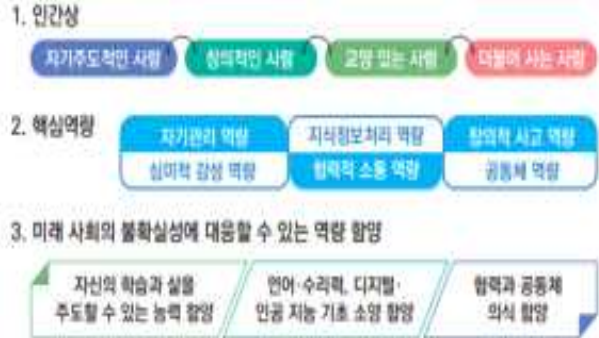 1. 인간상
자기주도적인 사람 창의적인 사람 교양 있는 사람 더불어 사는 사람
2. 핵심역량
자기관리 역량 지식정보처리 역량 창의적 사고 역량
심미적 감성 역량 협력적 소통 역량 공동체 역량
3. 미래 사회의 불확실성에 대응할 수 있는 역량 함양
자신의 학습과 삶을 언어·수리력, 디지털· 협력과 공동체
주도할 수 있는 능력 함양 인공 지능 기초 소양 함양 의식 함양